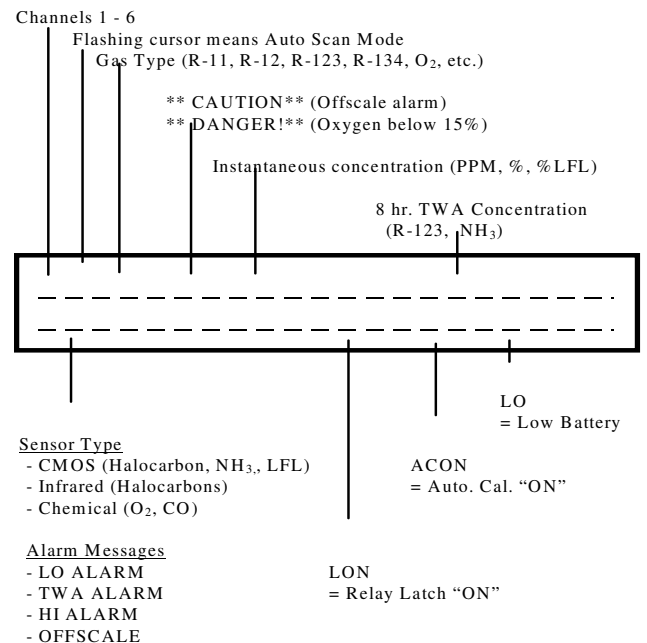 Channels 1 - 6
Flashing cursor means Auto Scan Mode
Gas Type (R-11, R-12, R-123, R-134, O₂, etc.)
** CAUTION** (Offscale alarm)
** DANGER!** (Oxygen below 15%)
Instantaneous concentration (PPM, %, %LFL)
8 hr. TWA Concentration
(R-123, NH₃)
LO
= Low Battery
Sensor Type
- CMOS (Halocarbon, NH₃,, LFL)
- Infrared (Halocarbons)
- Chemical (O₂, CO)
ACON
= Auto. Cal. “ON”
Alarm Messages
- LO ALARM
- TWA ALARM
- HI ALARM
- OFFSCALE
LON
= Relay Latch “ON”